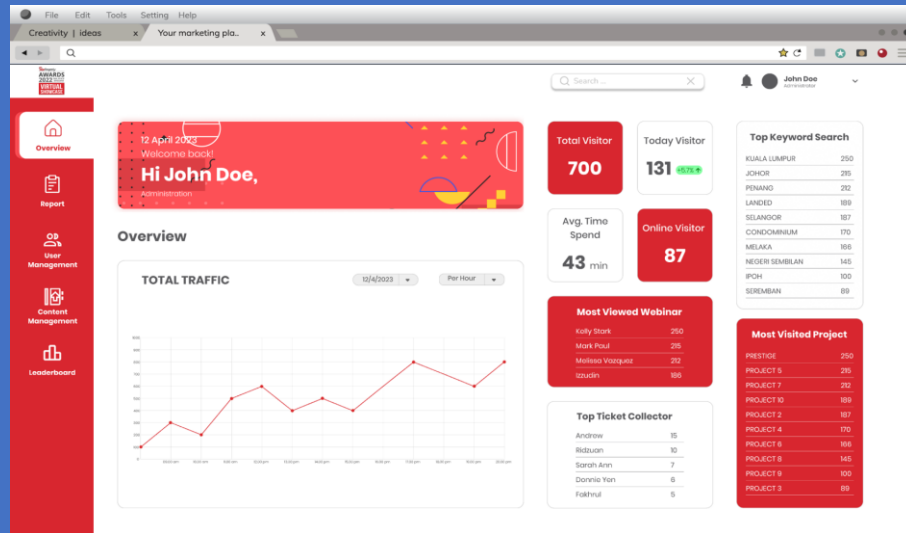 File Edit Tools Setting Help
Creativity | ideas x Your marketing pla.. x
AWARDS
2022
VIRTUAL
SHOWCASE
Search ...
John Doe
Administrator
Overview
Report
User
Management
Content
Management
Leaderboard
12 April 2023
Welcome back!
Hi John Doe,
Administration
Overview
TOTAL TRAFFIC
12/4/2023
Per Hour
Total Visitor
700
Today Visitor
131
Avg. Time
Spend
43 min
Online Visitor
87
Most Viewed Webinar
Kelly Stark 250
Mark Paul 215
Melissa Vazquez 212
Izzudin 186
Top Ticket Collector
Andrew 15
Ridzuan 10
Sarah Ann 7
Donnie Yen 6
Fakhrul 5
Top Keyword Search
KUALA LUMPUR 250
JOHOR 215
PENANG 212
LANDED 189
SELANGOR 187
CONDOMINIUM 170
MELAKA 166
NEGERI SEMBILAN 145
IPOH 100
SEREMBAN 89
Most Visited Project
PRESTIGE 250
PROJECT 5 215
PROJECT 7 212
PROJECT 10 189
PROJECT 2 187
PROJECT 4 170
PROJECT 6 166
PROJECT 8 145
PROJECT 9 100
PROJECT 3 89